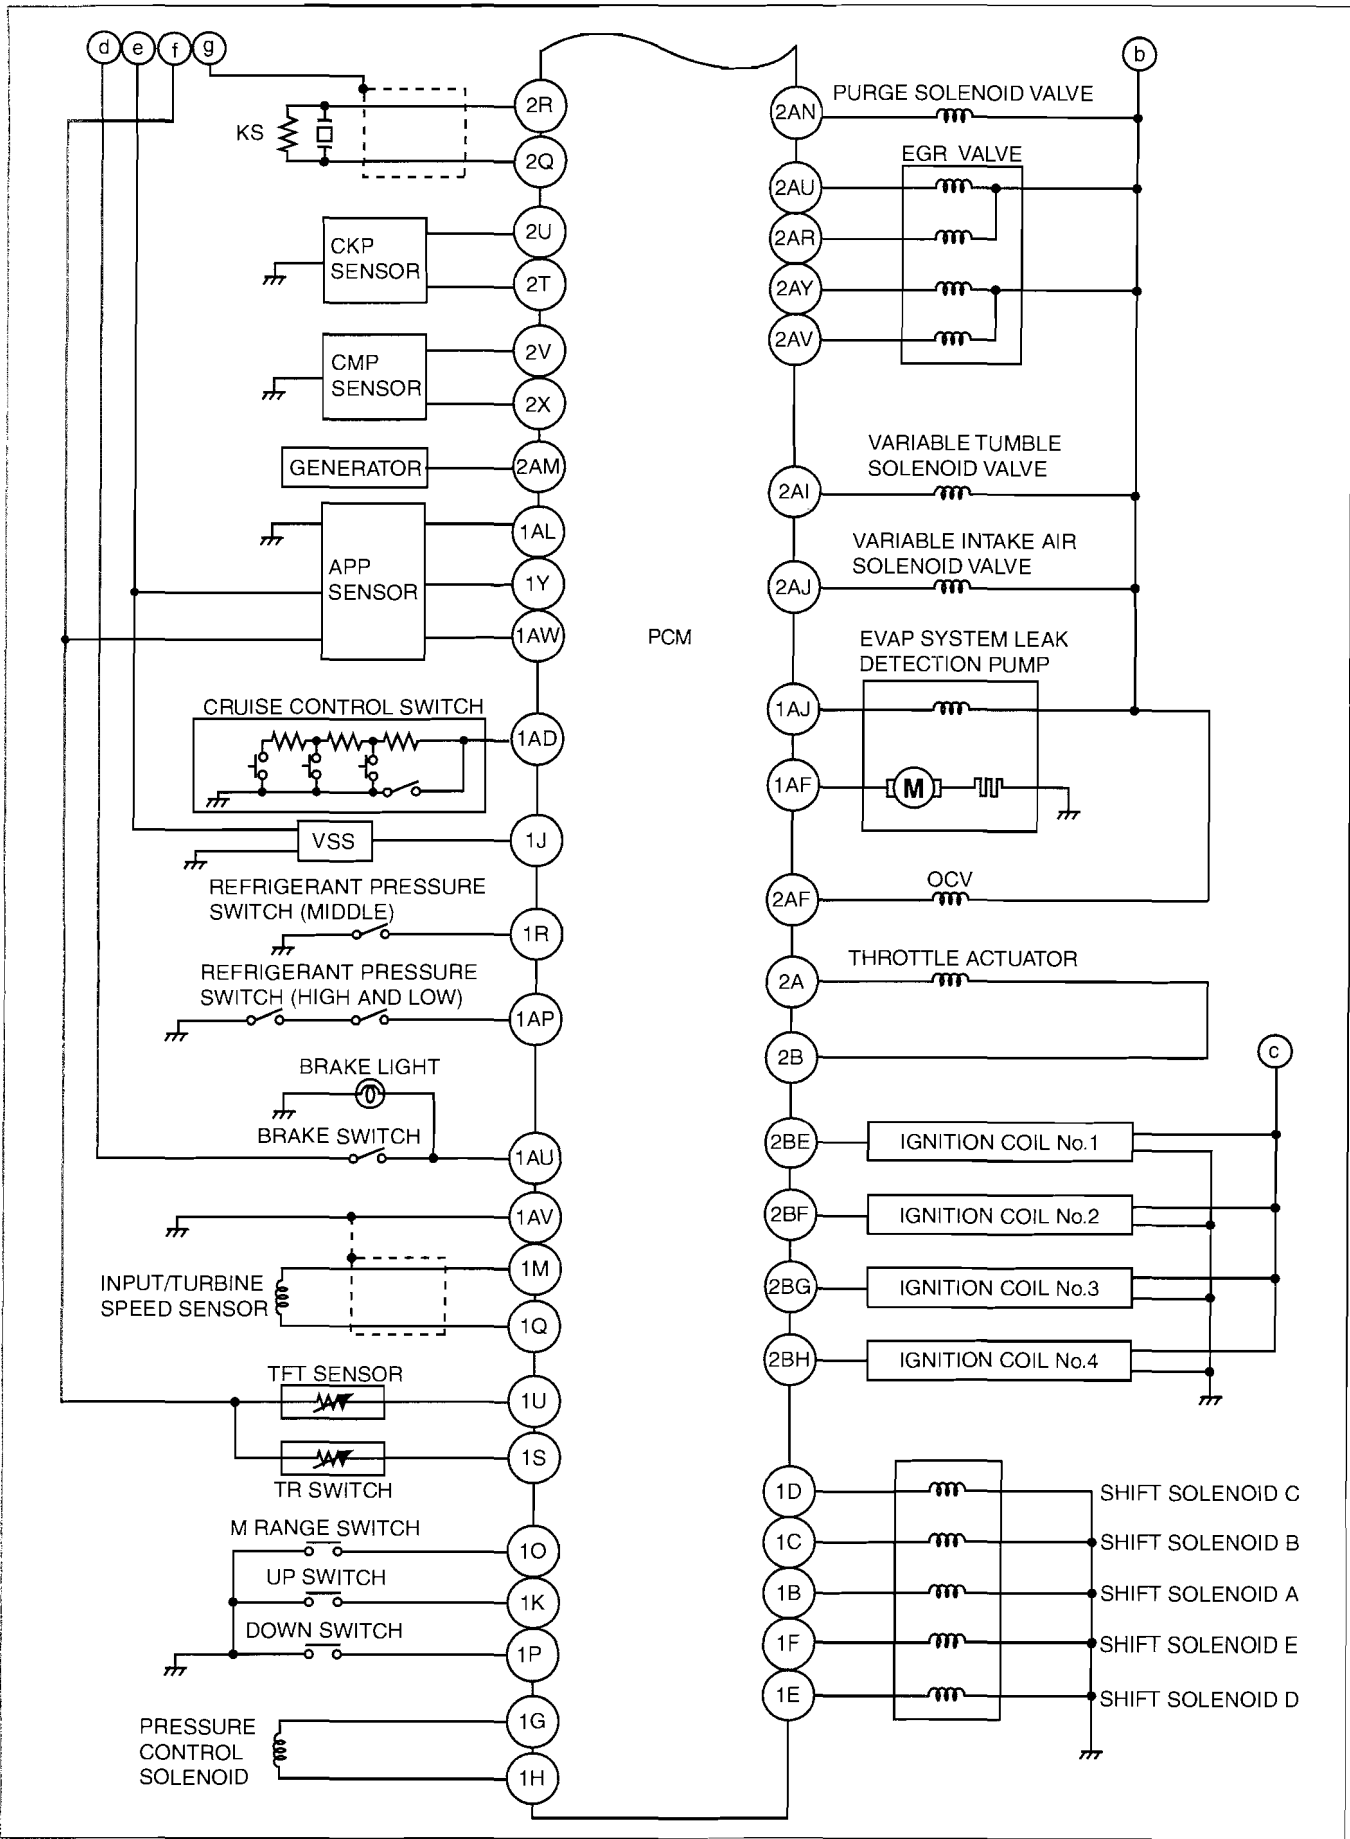 d e f g
b
KS
2R
2Q
CKP
SENSOR
2U
2T
CMP
SENSOR
2V
2X
GENERATOR
2AM
APP
SENSOR
1AL
1Y
1AW
CRUISE CONTROL SWITCH
1AD
VSS
1J
REFRIGERANT PRESSURE
SWITCH (MIDDLE)
1R
REFRIGERANT PRESSURE
SWITCH (HIGH AND LOW)
1AP
BRAKE LIGHT
BRAKE SWITCH
1AU
1AV
INPUT/TURBINE
SPEED SENSOR
1M
1Q
TFT SENSOR
1U
1S
TR SWITCH
M RANGE SWITCH
1O
UP SWITCH
1K
DOWN SWITCH
1P
PRESSURE
CONTROL
SOLENOID
1G
1H
PCM
2AN
PURGE SOLENOID VALVE
EGR VALVE
2AU
2AR
2AY
2AV
VARIABLE TUMBLE
SOLENOID VALVE
2AI
VARIABLE INTAKE AIR
SOLENOID VALVE
2AJ
EVAP SYSTEM LEAK
DETECTION PUMP
1AJ
1AF
M
OCV
2AF
THROTTLE ACTUATOR
2A
2B
c
2BE
IGNITION COIL No.1
2BF
IGNITION COIL No.2
2BG
IGNITION COIL No.3
2BH
IGNITION COIL No.4
1D
SHIFT SOLENOID C
1C
SHIFT SOLENOID B
1B
SHIFT SOLENOID A
1F
SHIFT SOLENOID E
1E
SHIFT SOLENOID D